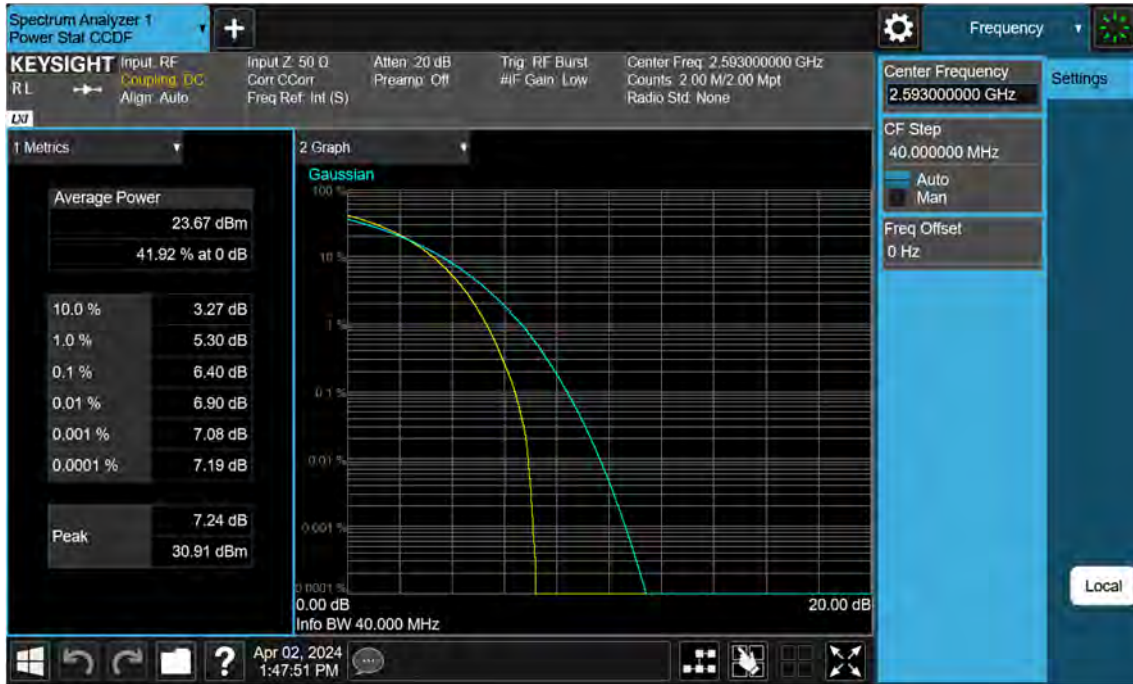 Spectrum Analyzer 1
Power Stat CCDF
Frequency
KEYSIGHT
RL
LXI
Input: RF
Coupling: DC
Align: Auto
Input Z: 50 Ω
Corr CCorr
Freq Ref: Int (S)
Atten: 20 dB
Preamp: Off
Trig: RF Burst
#IF Gain: Low
Center Freq: 2.593000000 GHz
Counts: 2.00 M/2.00 Mpt
Radio Std: None
Center Frequency
2.593000000 GHz
Settings
CF Step
40.000000 MHz
Auto
Man
Freq Offset
0 Hz
Local
1 Metrics
Average Power
23.67 dBm
41.92 % at 0 dB
10.0 % 3.27 dB
1.0 % 5.30 dB
0.1 % 6.40 dB
0.01 % 6.90 dB
0.001 % 7.08 dB
0.0001 % 7.19 dB
Peak
7.24 dB
30.91 dBm
2 Graph
Gaussian
100 %
10 %
1 %
0.1 %
0.01 %
0.001 %
0.0001 %
0.00 dB
20.00 dB
Info BW 40.000 MHz
?
Apr 02, 2024
1:47:51 PM